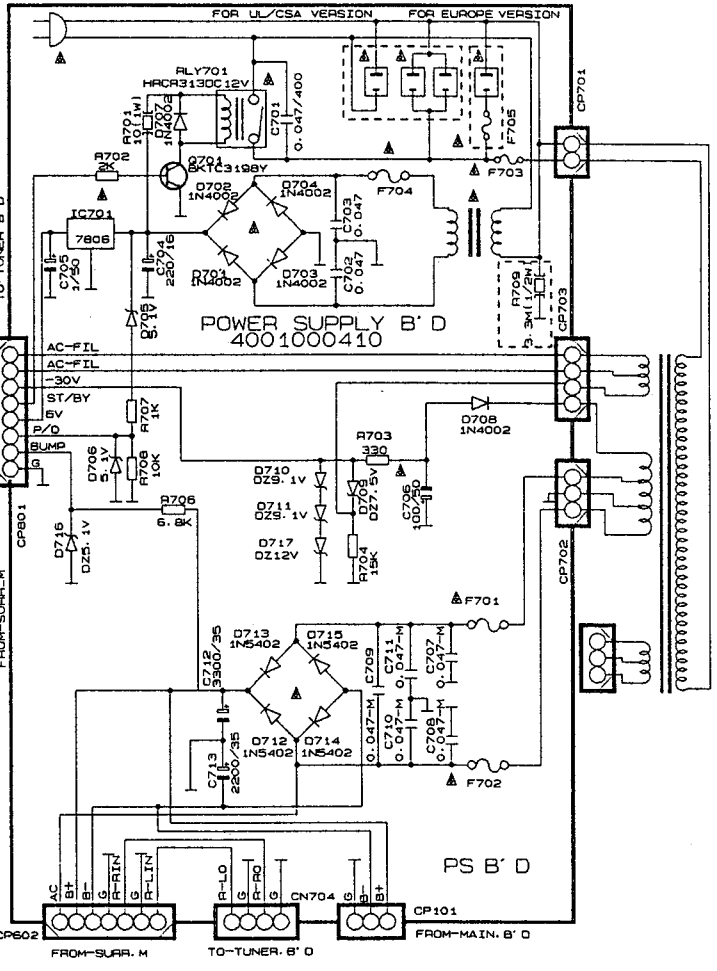 FOR UL/CSA VERSION
FOR EUROPE VERSION
RLY701
HRCR313DC12V
R701
10(1W)
D707
1N4002
C701
0.047/400
CP701
F705
F703
R702
2K
Q701
BKTC3198Y
D702
1N4002
D704
1N4002
F704
IC701
7806
C705
1/50
C704
220/16
D701
1N4002
D703
1N4002
C703
0.047
C702
0.047
R709
3.3M(1/2W)
CP703
D705
5.1V
POWER SUPPLY B'D
4001000410
AC-FIL
AC-FIL
-30V
ST/BY
6V
P/D
BUMP
G
CP801
R707
1K
D706
5.1V
R708
10K
D708
1N4002
R703
330
D710
DZ9.1V
D709
DZ7.5V
C706
100/50
D711
DZ9.1V
D717
DZ12V
R704
15K
R706
6.8K
D716
DZ5.1V
CP702
F701
D713
1N5402
D715
1N5402
C712
3300/35
C709
0.047-M
C711
0.047-M
C707
0.047-M
D712
1N5402
D714
1N5402
C710
0.047-M
C708
0.047-M
C713
2200/35
F702
PS B'D
AC
B+
B-
G
R-RIN
G
R-LIN
R-LO
G
R-RO
G
G
B-
B+
CN704
CP101
CP602
FROM-SURR.M
TO-TUNER.B'D
FROM-MAIN.B'D